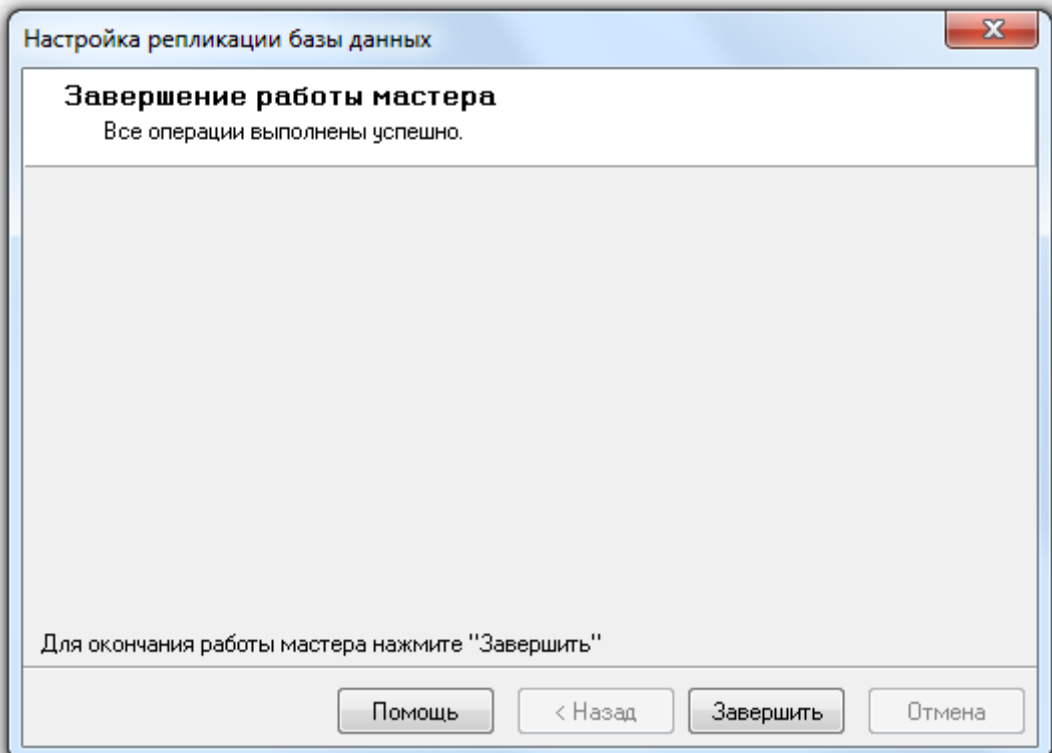 Настройка репликации базы данных
Завершение работы мастера
Все операции выполнены успешно.
Для окончания работы мастера нажмите "Завершить"
Помощь
< Назад
Завершить
Отмена